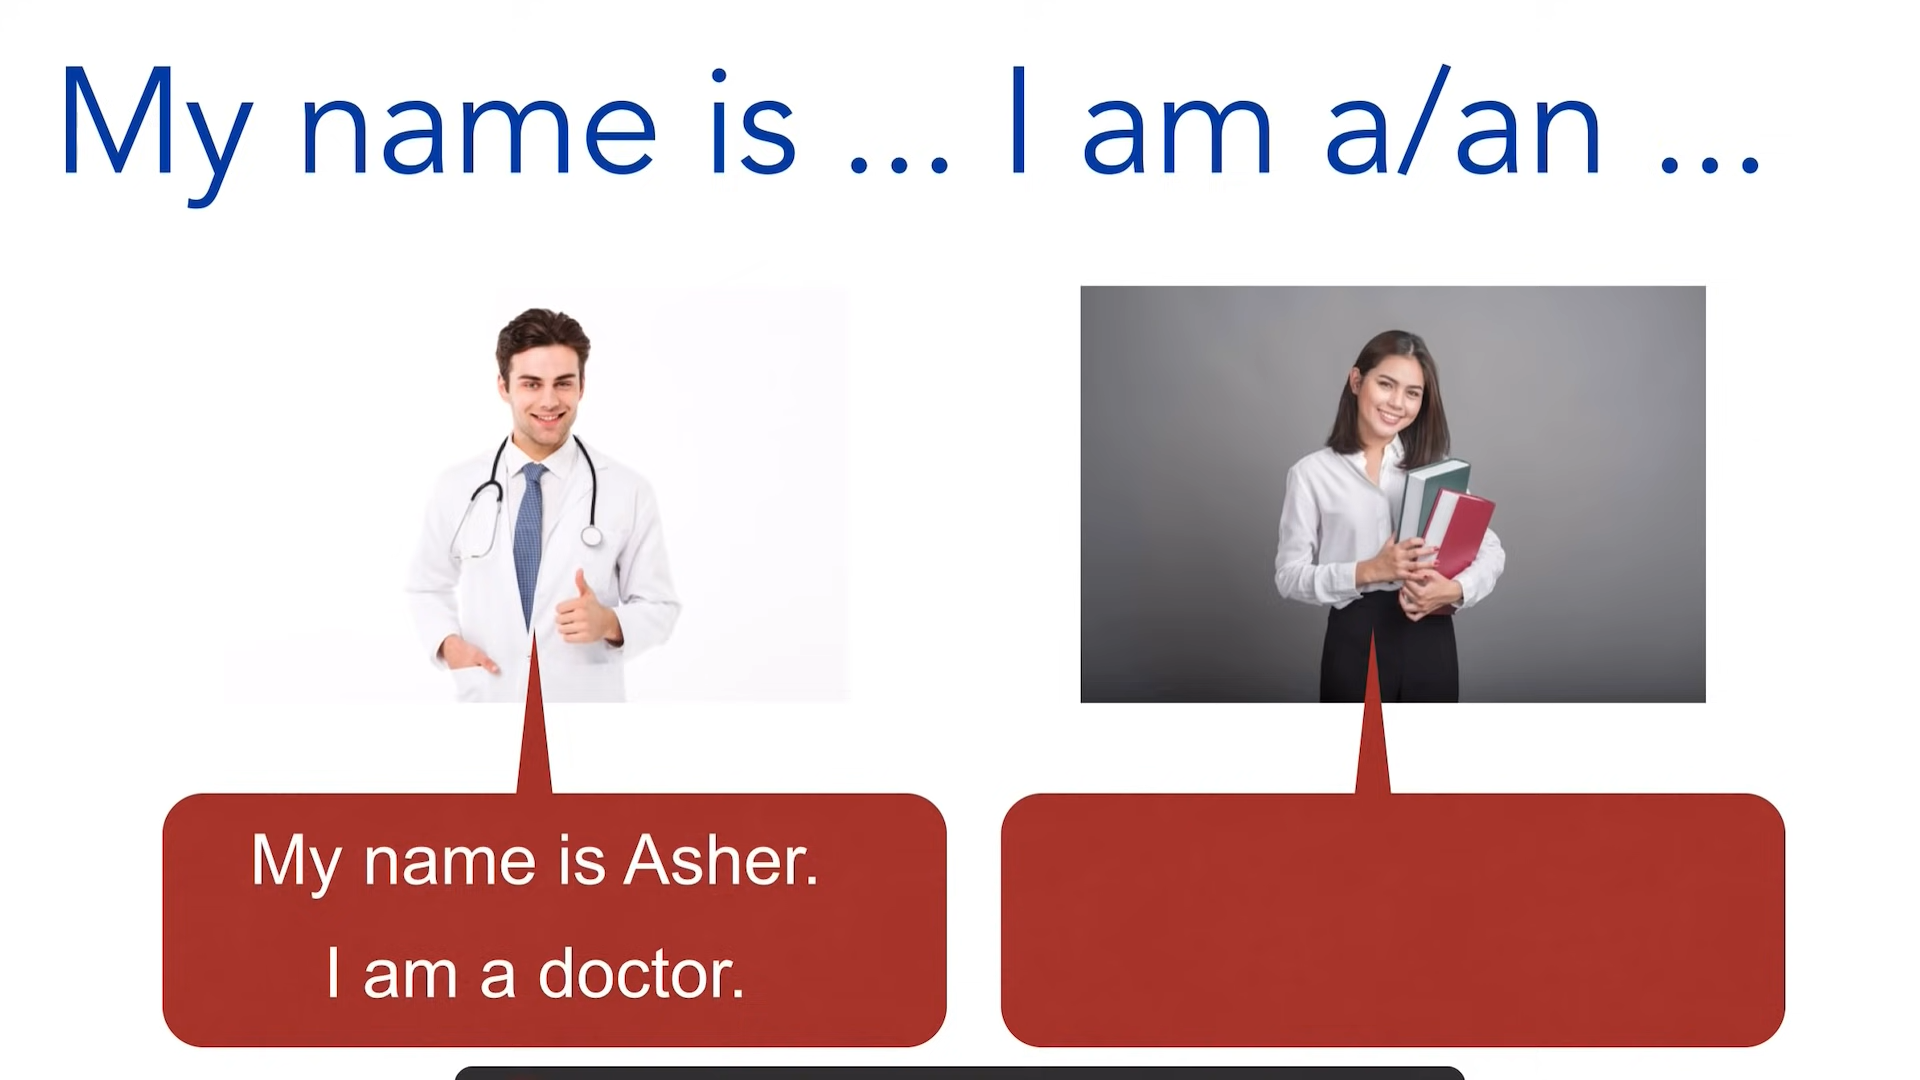 My name is ... I am a/an ...
My name is Asher.
I am a doctor.